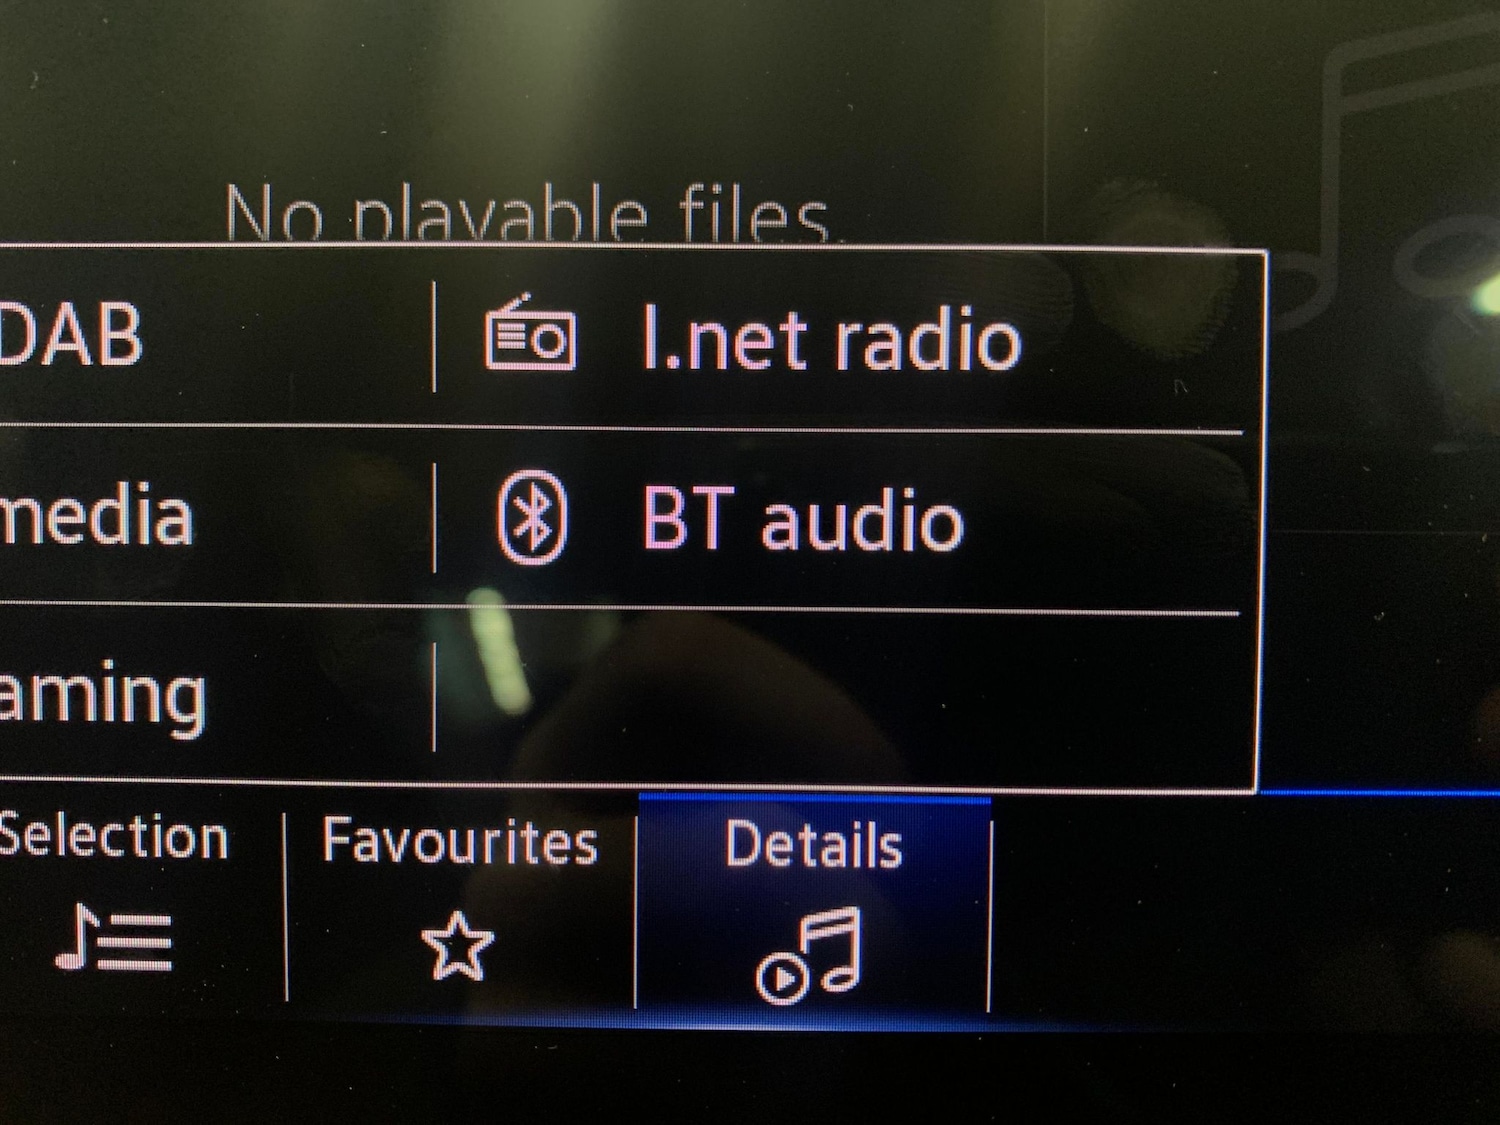 No playable files.
DAB
I.net radio
media
BT audio
aming
Selection
Favourites
Details